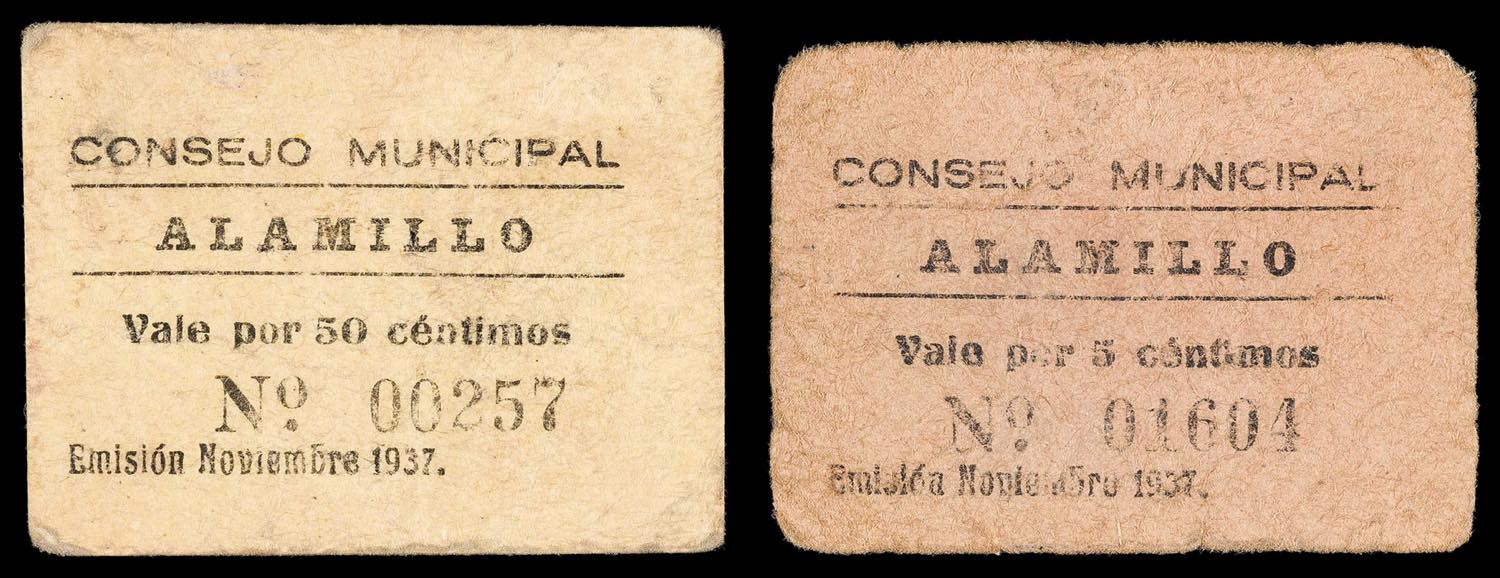 CONSEJO MUNICIPAL
ALAMILLO
Vale por 50 céntimos
Nº 00257
Emisión Noviembre 1937.
CONSEJO MUNICIPAL
ALAMILLO
Vale por 5 céntimos
Nº 01604
Emisión Noviembre 1937.